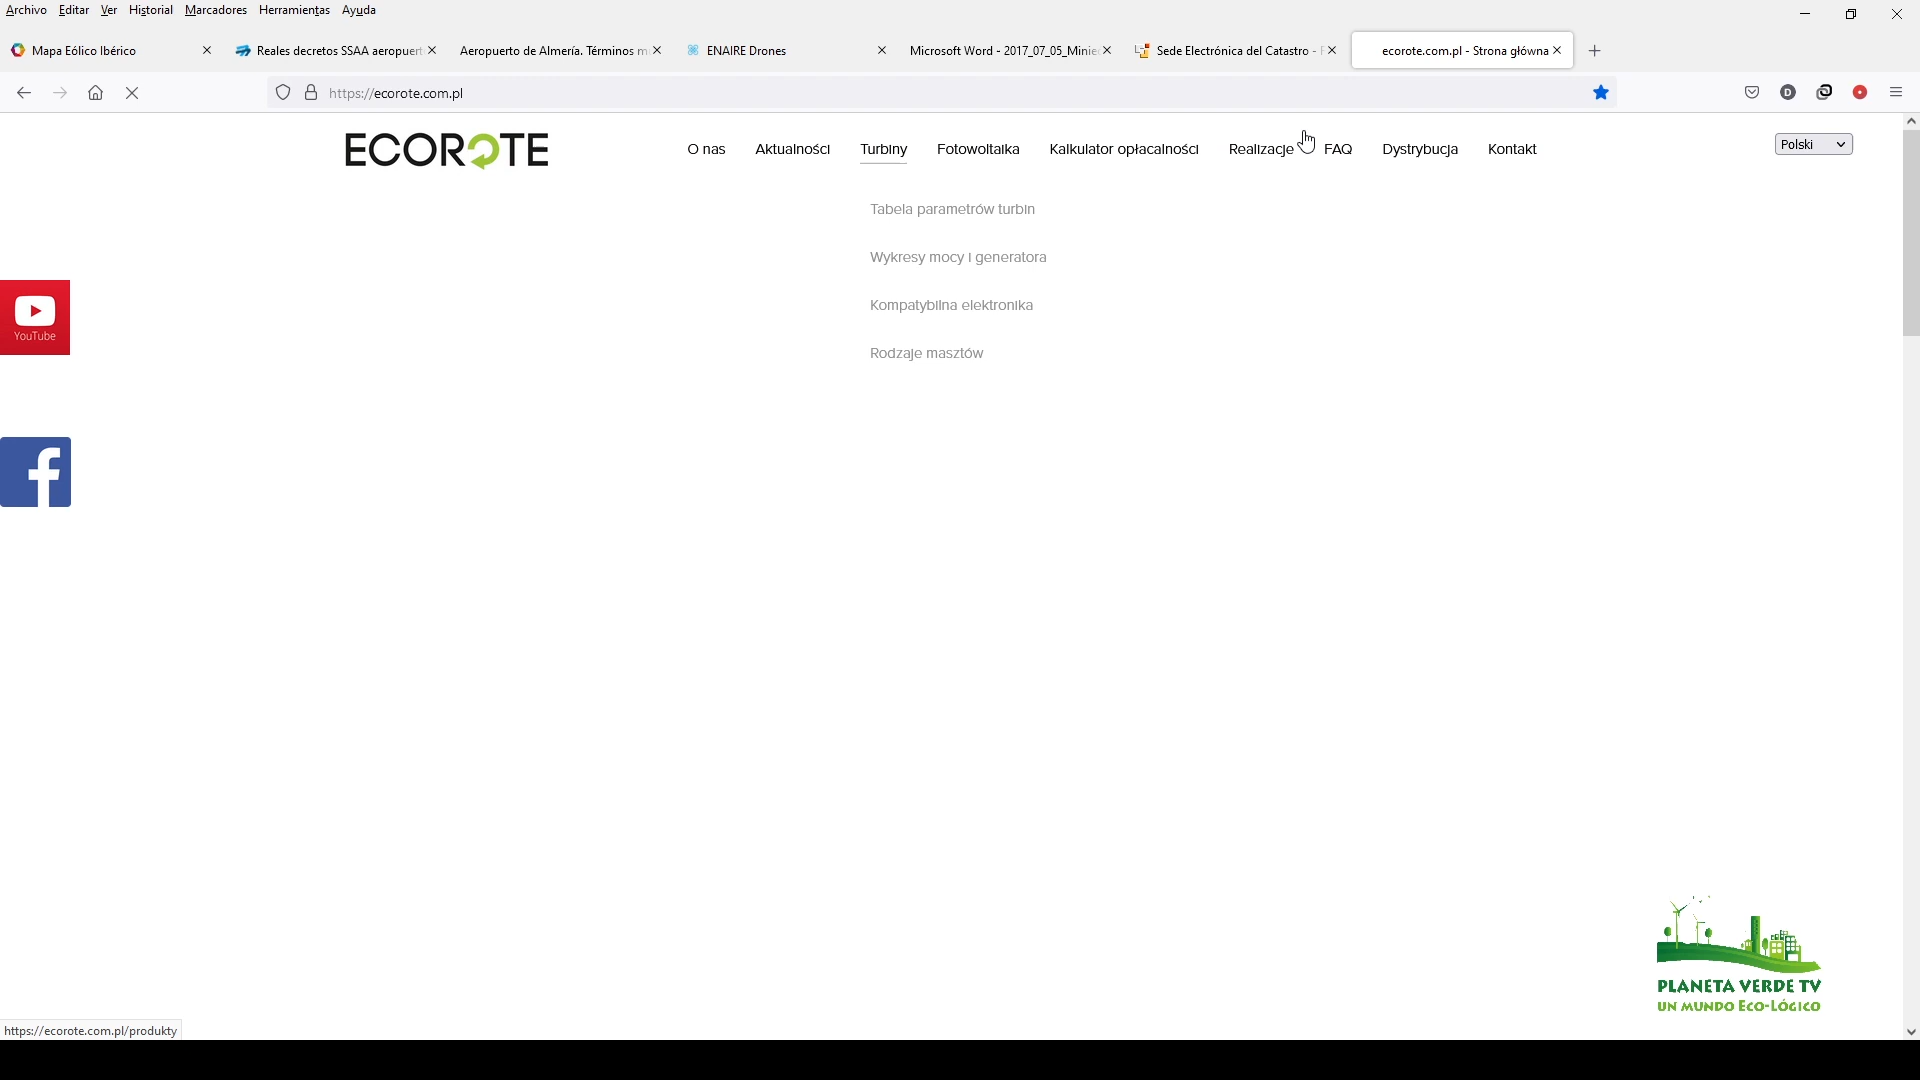 Archivo Editar Ver Historial Marcadores Herramientas Ayuda
Mapa Eólico Ibérico
Reales decretos SSAA aeropuert
Aeropuerto de Almería. Términos m
ENAIRE Drones
Microsoft Word - 2017_07_05_Minie
Sede Electrónica del Catastro - F
ecorote.com.pl - Strona główna
https://ecorote.com.pl
ECOROTE
O nas Aktualności Turbiny Fotowoltaika Kalkulator opłacalności Realizacje FAQ Dystrybucja Kontakt
Polski
Tabela parametrów turbin
Wykresy mocy i generatora
Kompatybilna elektronika
Rodzaje masztów
YouTube
f
PLANETA VERDE TV
UN MUNDO ECO-LÓGICO
https://ecorote.com.pl/produkty